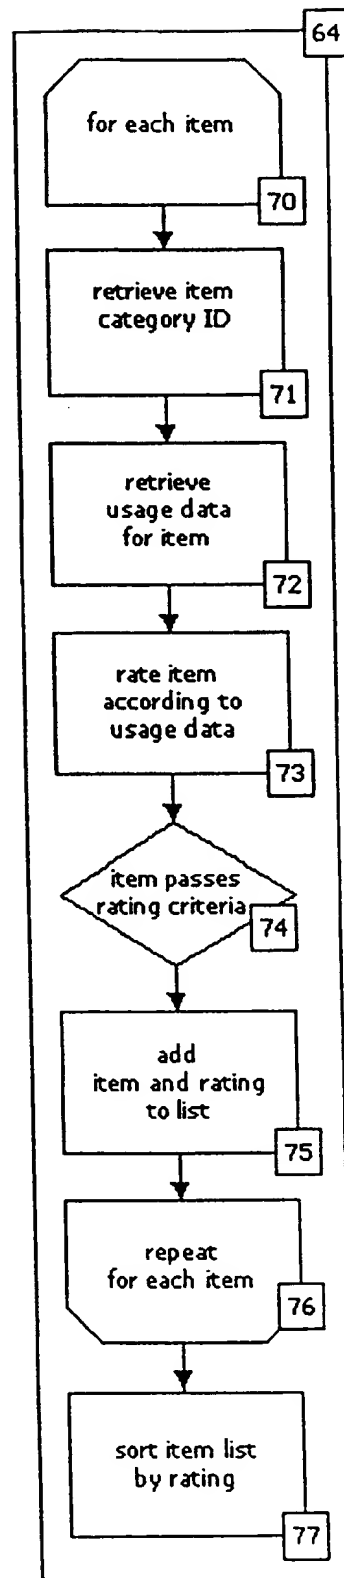 64
for each item
70
retrieve item
category ID
71
retrieve
usage data
for item
72
rate item
according to
usage data
73
item passes
rating criteria
74
add
item and rating
to list
75
repeat
for each item
76
sort item list
by rating
77